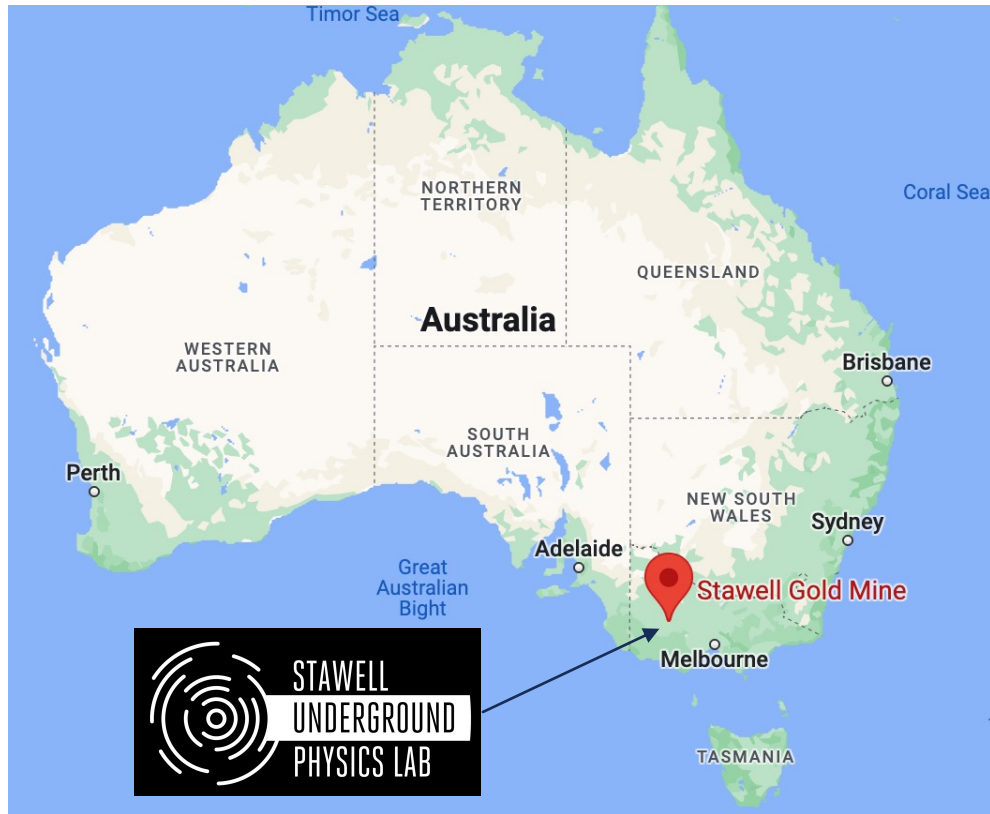 Timor Sea
Coral Sea
NORTHERN
TERRITORY
QUEENSLAND
Australia
WESTERN
AUSTRALIA
Brisbane
SOUTH
AUSTRALIA
Perth
NEW SOUTH
WALES
Sydney
Adelaide
Great
Australian
Bight
Stawell Gold Mine
Melbourne
STAWELL
UNDERGROUND
PHYSICS LAB
TASMANIA